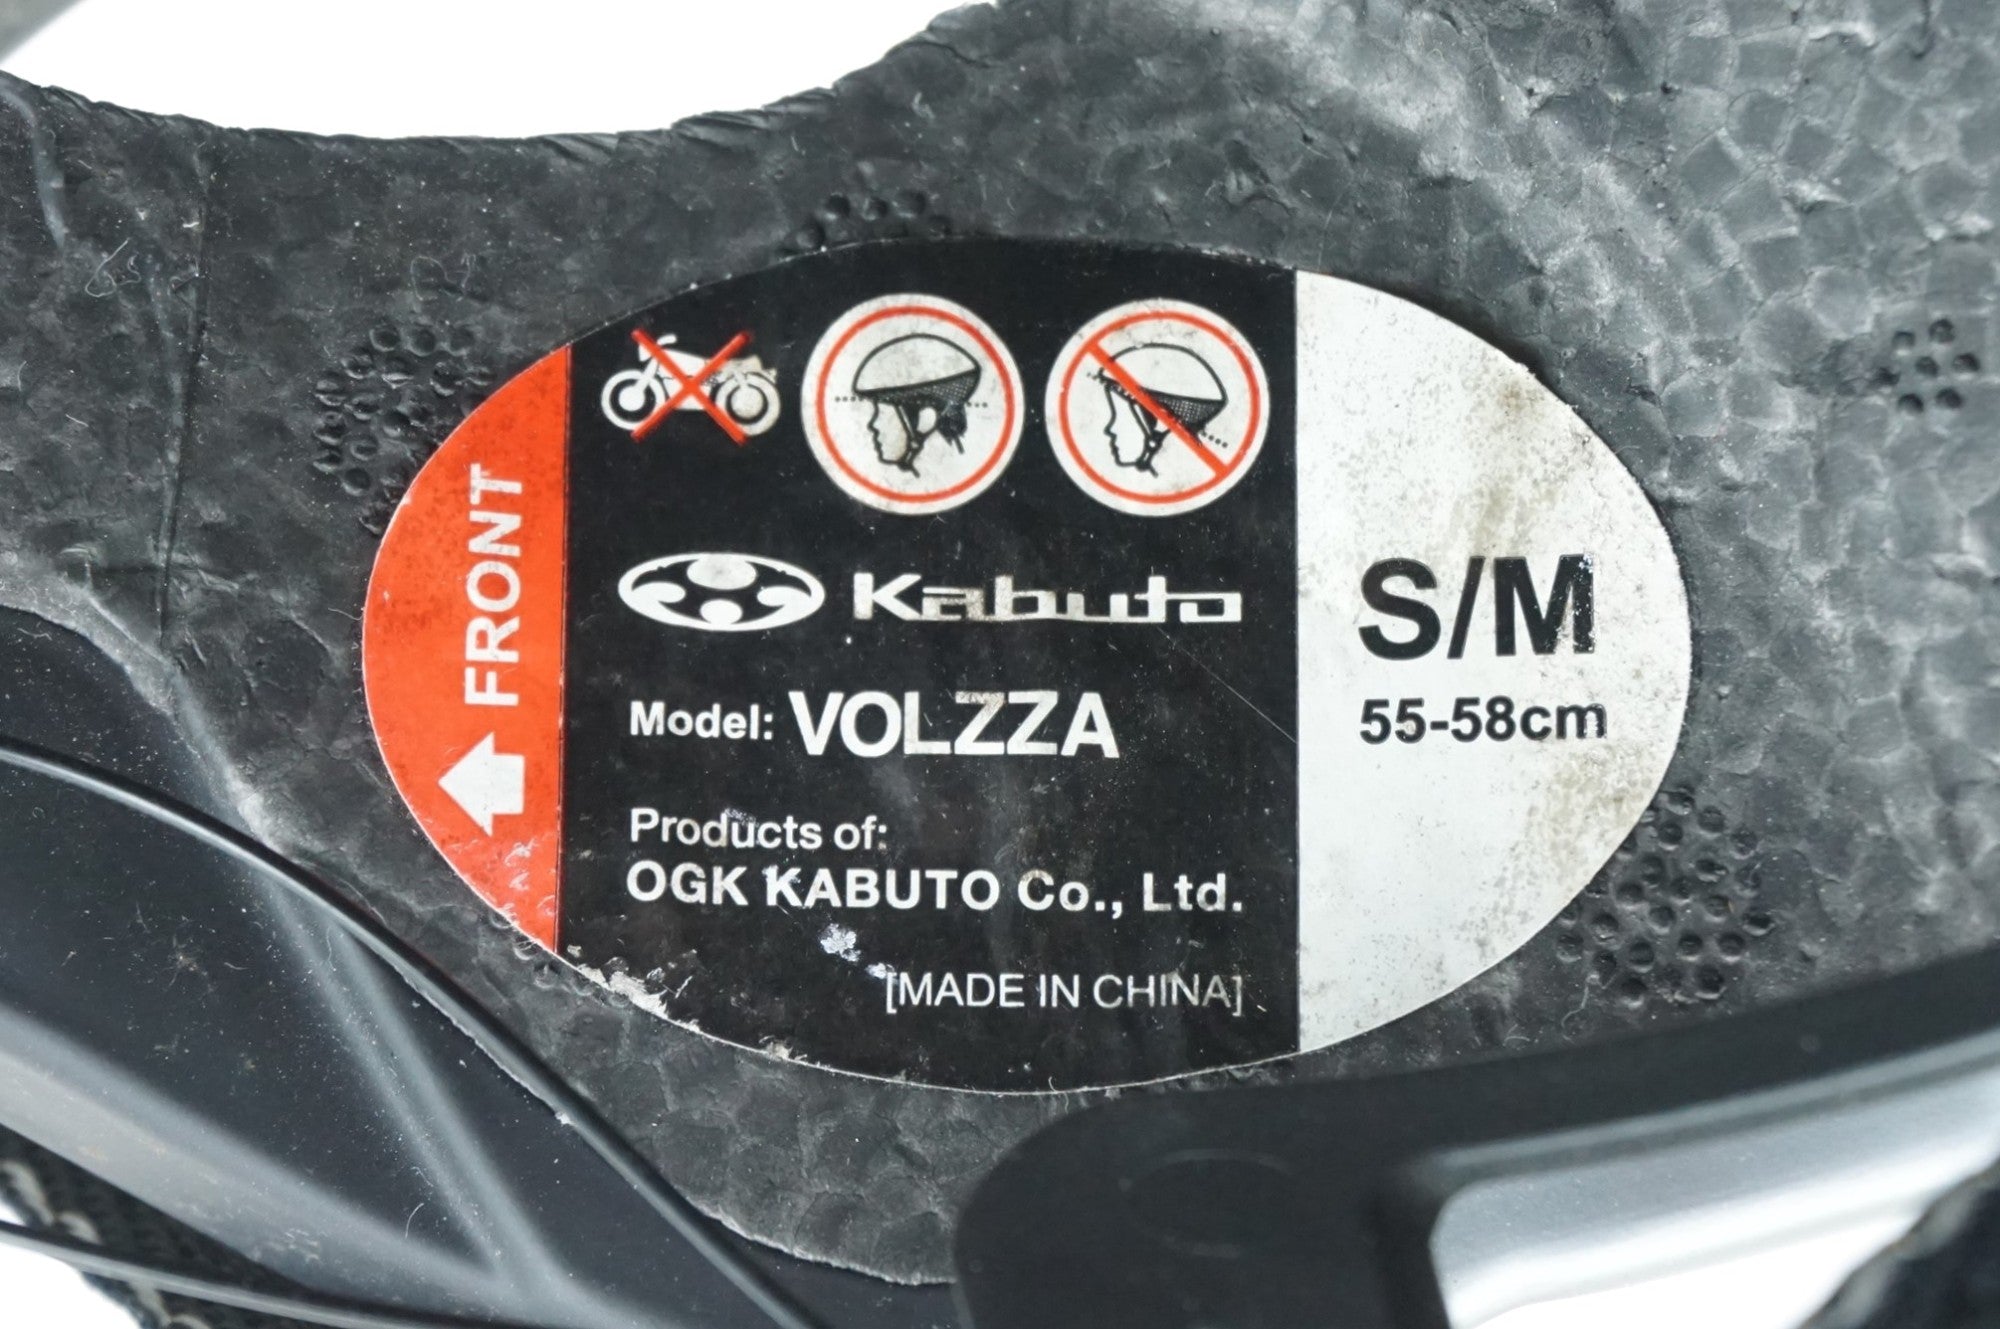 FRONT
Kabuto
Model: VOLZZA
Products of:
OGK KABUTO Co., Ltd.
[MADE IN CHINA]
S/M
55-58cm